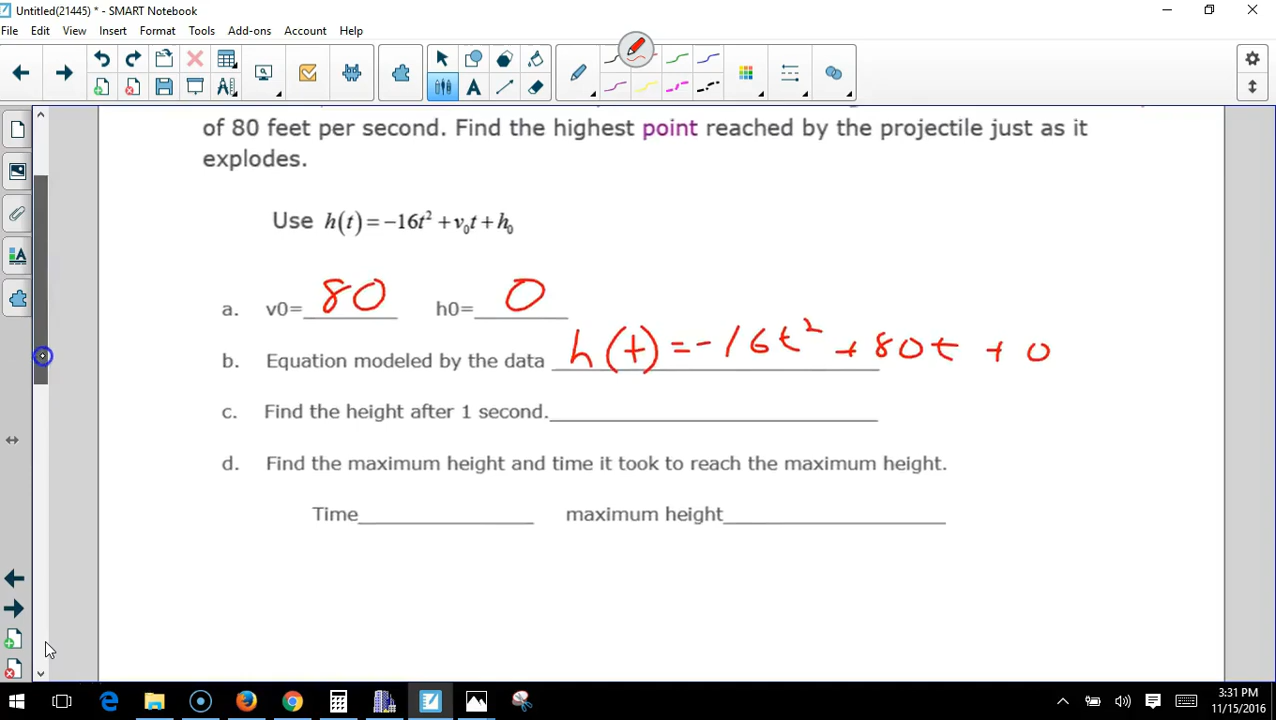 Untitled(21445) * - SMART Notebook
File Edit View Insert Format Tools Add-ons Account Help
of 80 feet per second. Find the highest point reached by the projectile just as it
explodes.
Use h(t) = −16t² + v₀t + h₀
a. v0= 80 h0= 0
b. Equation modeled by the data h(t) = -16t² + 80t + 0
c. Find the height after 1 second.
d. Find the maximum height and time it took to reach the maximum height.
Time maximum height
3:31 PM
11/15/2016